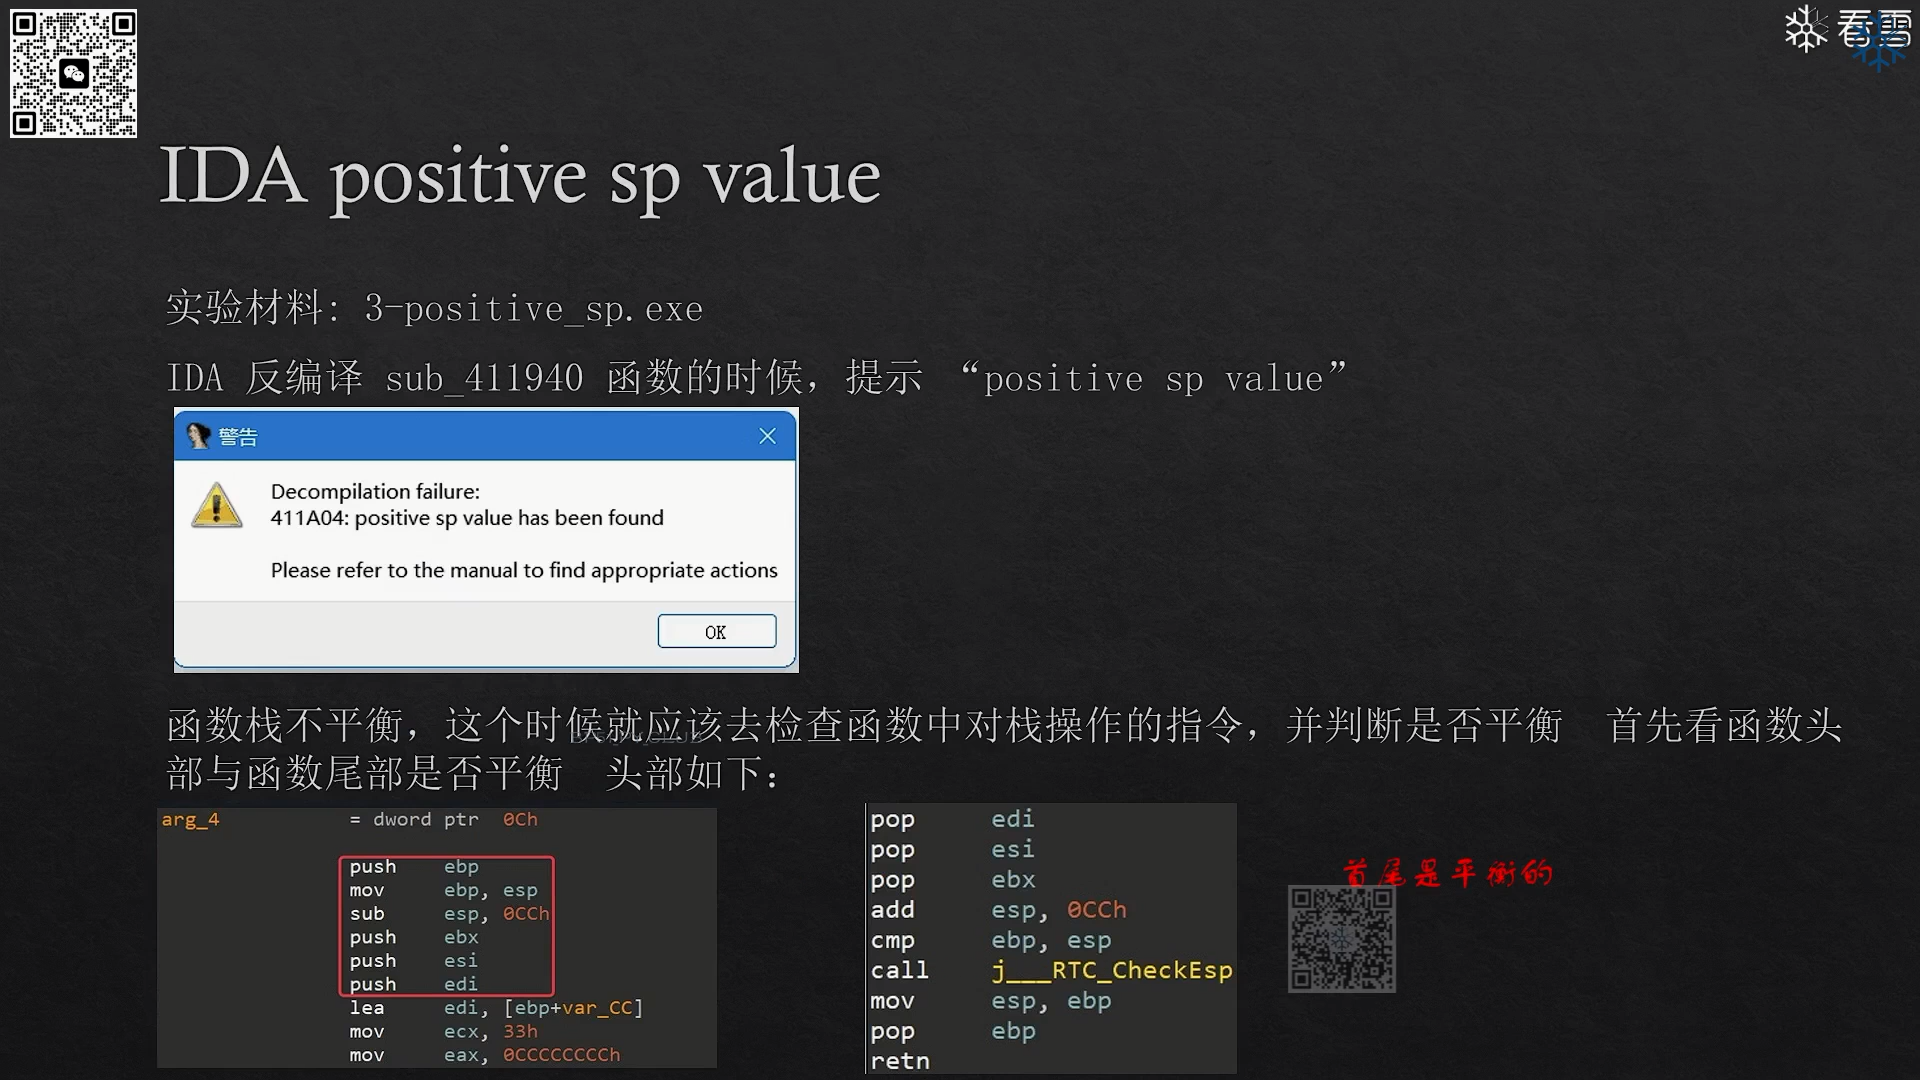 看雪
IDA positive sp value
实验材料: 3-positive_sp.exe
IDA 反编译 sub_411940 函数的时候，提示 “positive sp value”
警告
Decompilation failure:
411A04: positive sp value has been found
Please refer to the manual to find appropriate actions
OK
函数栈不平衡，这个时候就应该去检查函数中对栈操作的指令，并判断是否平衡 首先看函数头
部与函数尾部是否平衡 头部如下：
arg_4 = dword ptr 0Ch
push ebp
mov ebp, esp
sub esp, 0CCh
push ebx
push esi
push edi
lea edi, [ebp+var_CC]
mov ecx, 33h
mov eax, 0CCCCCCCCh
pop edi
pop esi
pop ebx
add esp, 0CCh
cmp ebp, esp
call j___RTC_CheckEsp
mov esp, ebp
pop ebp
retn
首尾是平衡的